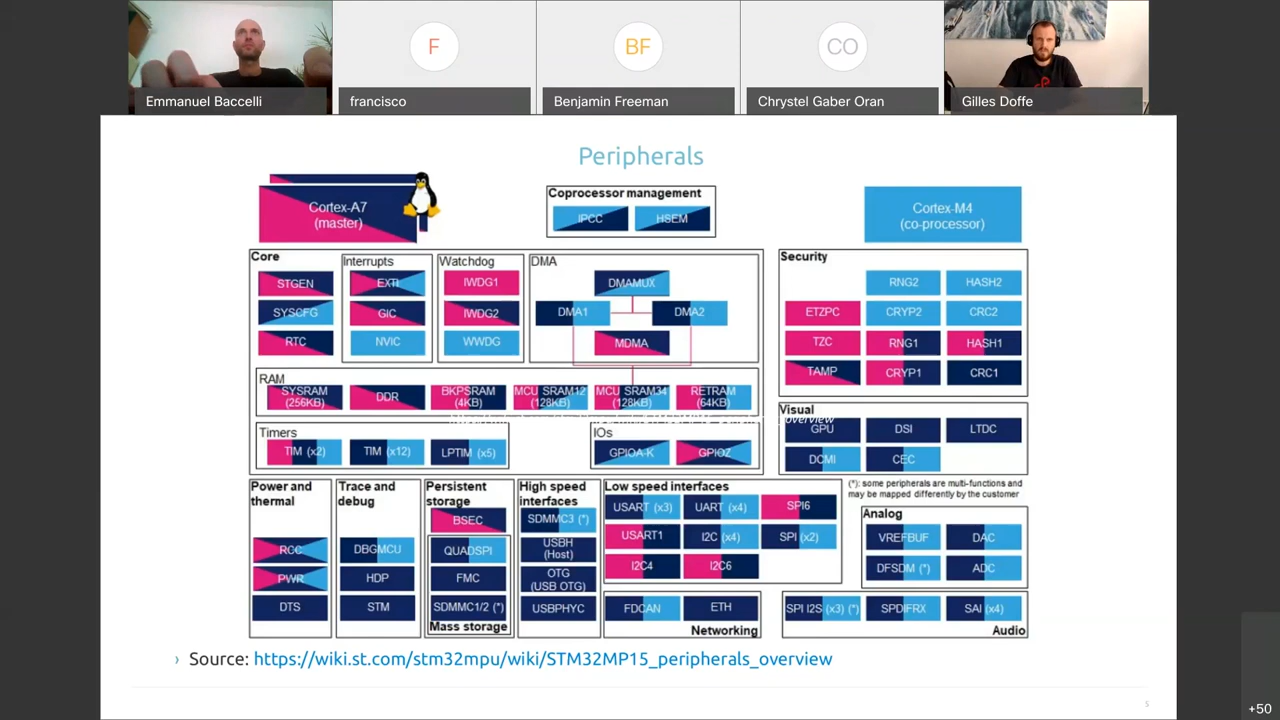 F
BF
CO
Emmanuel Baccelli
francisco
Benjamin Freeman
Chrystel Gaber Oran
Gilles Doffe
Peripherals
Cortex-A7
(master)
Coprocessor management
IPCC
HSEM
Cortex-M4
(co-processor)
Core
STGEN
SYSCFG
RTC
Interrupts
EXTI
GIC
NVIC
Watchdog
IWDG1
IWDG2
WWDG
DMA
DMAMUX
DMA1
DMA2
MDMA
Security
RNG2
HASH2
ETZPC
CRYP2
CRC2
TZC
RNG1
HASH1
TAMP
CRYP1
CRC1
RAM
SYSRAM
(256KB)
DDR
BKPSRAM
(4KB)
MCU SRAM12
(128KB)
MCU SRAM34
(128KB)
RETRAM
(64KB)
Timers
TIM (x2)
TIM (x12)
LPTIM (x5)
IOs
GPIOA-K
GPIOZ
Visual
GPU
DSI
LTDC
DCMI
CEC
(*): some peripherals are multi-functions and
may be mapped differently by the customer
Power and
thermal
RCC
PWR
DTS
Trace and
debug
DBGMCU
HDP
STM
Persistent
storage
BSEC
QUADSPI
FMC
SDMMC1/2 (*)
Mass storage
High speed
interfaces
SDMMC3 (*)
USBH
(Host)
OTG
(USB OTG)
USBPHYC
Low speed interfaces
USART (x3)
UART (x4)
SPI6
USART1
I2C (x4)
SPI (x2)
I2C4
I2C6
FDCAN
ETH
Networking
Analog
VREFBUF
DAC
DFSDM (*)
ADC
SPI I2S (x3) (*)
SPDIFRX
SAI (x4)
Audio
› Source: https://wiki.st.com/stm32mpu/wiki/STM32MP15_peripherals_overview
5
+50